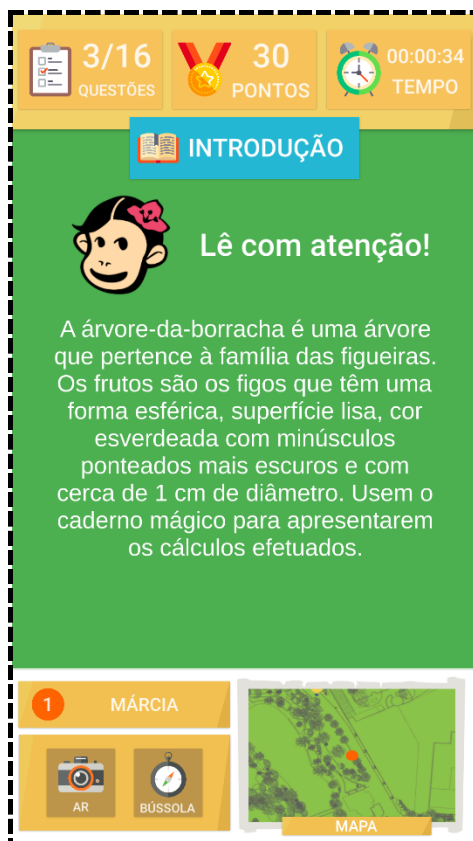 3/16
QUESTÕES
30
PONTOS
00:00:34
TEMPO
INTRODUÇÃO
Lê com atenção!
A árvore-da-borracha é uma árvore
que pertence à família das figueiras.
Os frutos são os figos que têm uma
forma esférica, superfície lisa, cor
esverdeada com minúsculos
ponteados mais escuros e com
cerca de 1 cm de diâmetro. Usem o
caderno mágico para apresentarem
os cálculos efetuados.
1 MÁRCIA
AR
BÚSSOLA
MAPA